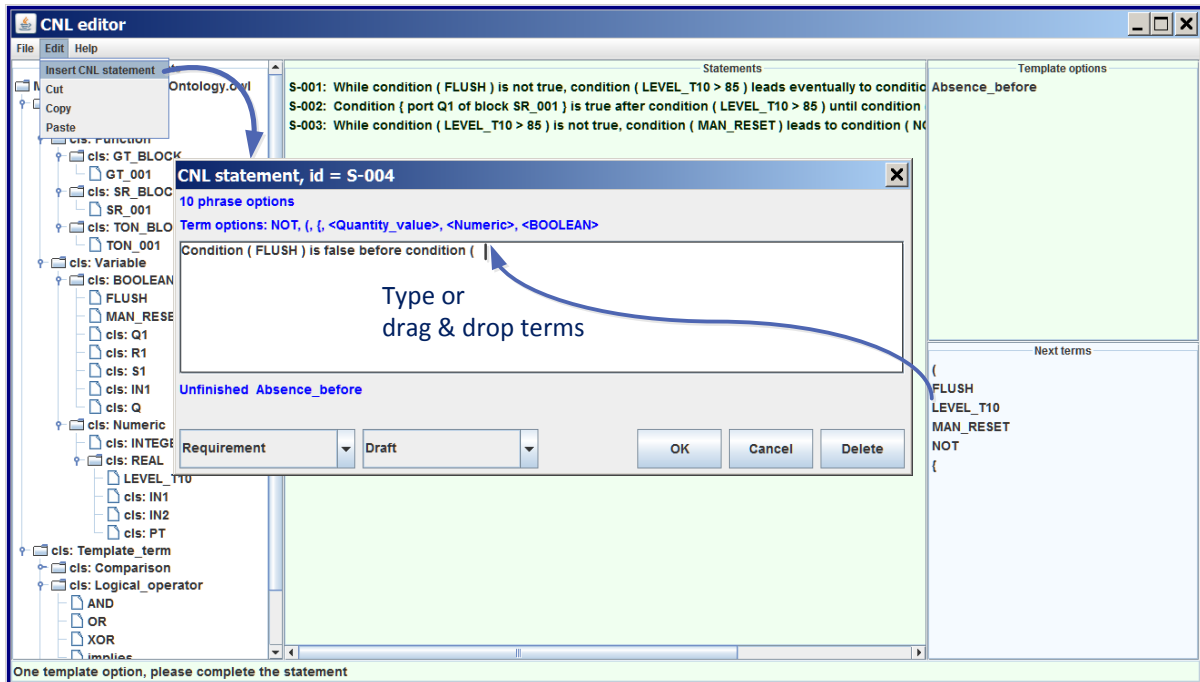 CNL editor
File Edit Help
Insert CNL statement
Cut
Copy
Paste
Ontology.owl
cls: Function
cls: GT_BLOCK
GT_001
cls: SR_BLOC
SR_001
cls: TON_BLO
TON_001
cls: Variable
cls: BOOLEAN
FLUSH
MAN_RESE
cls: Q1
cls: R1
cls: S1
cls: IN1
cls: Q
cls: Numeric
cls: INTEGE
cls: REAL
LEVEL_T10
cls: IN1
cls: IN2
cls: PT
cls: Template_term
cls: Comparison
cls: Logical_operator
AND
OR
XOR
implies
Statements
S-001: While condition ( FLUSH ) is not true, condition ( LEVEL_T10 > 85 ) leads eventually to conditio
S-002: Condition { port Q1 of block SR_001 } is true after condition ( LEVEL_T10 > 85 ) until condition
S-003: While condition ( LEVEL_T10 > 85 ) is not true, condition ( MAN_RESET ) leads to condition ( NO
Template options
Absence_before
CNL statement, id = S-004
10 phrase options
Term options: NOT, (, {, <Quantity_value>, <Numeric>, <BOOLEAN>
Condition ( FLUSH ) is false before condition (
Type or
drag & drop terms
Unfinished Absence_before
Requirement Draft OK Cancel Delete
Next terms
(
FLUSH
LEVEL_T10
MAN_RESET
NOT
{
One template option, please complete the statement